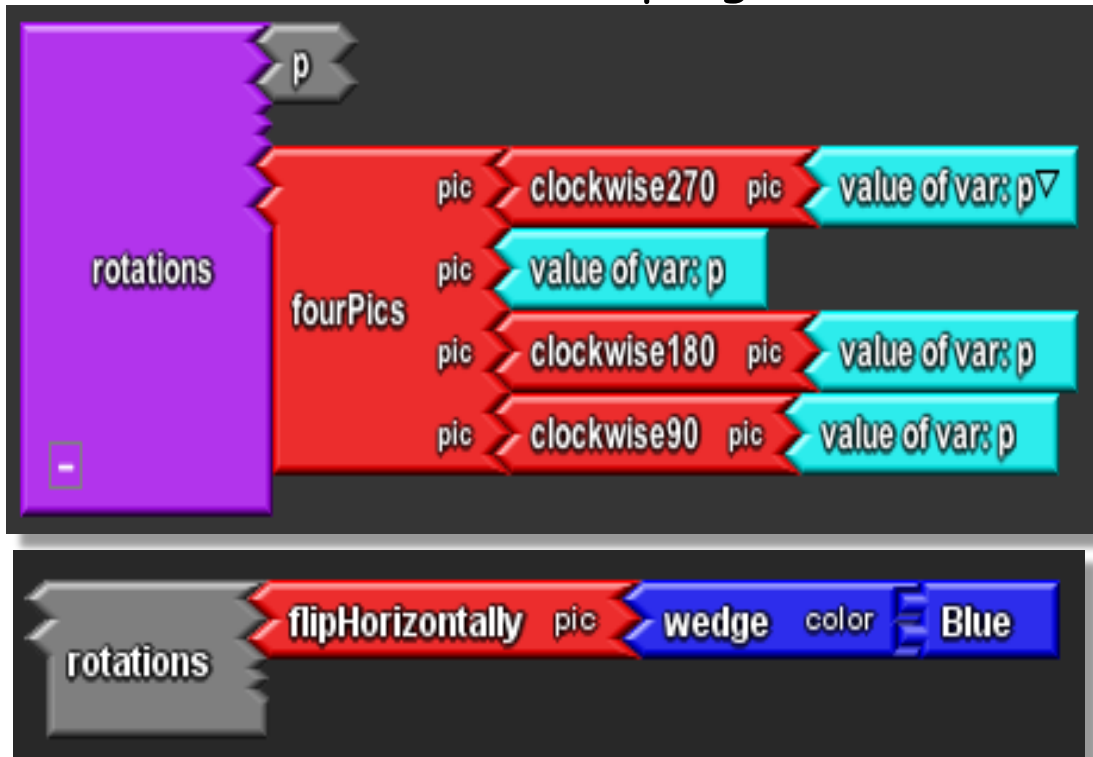 p
pic clockwise270 pic value of var: p▽
rotations
fourPics
pic value of var: p
pic clockwise180 pic value of var: p
pic clockwise90 pic value of var: p
-
rotations
flipHorizontally pic wedge color Blue